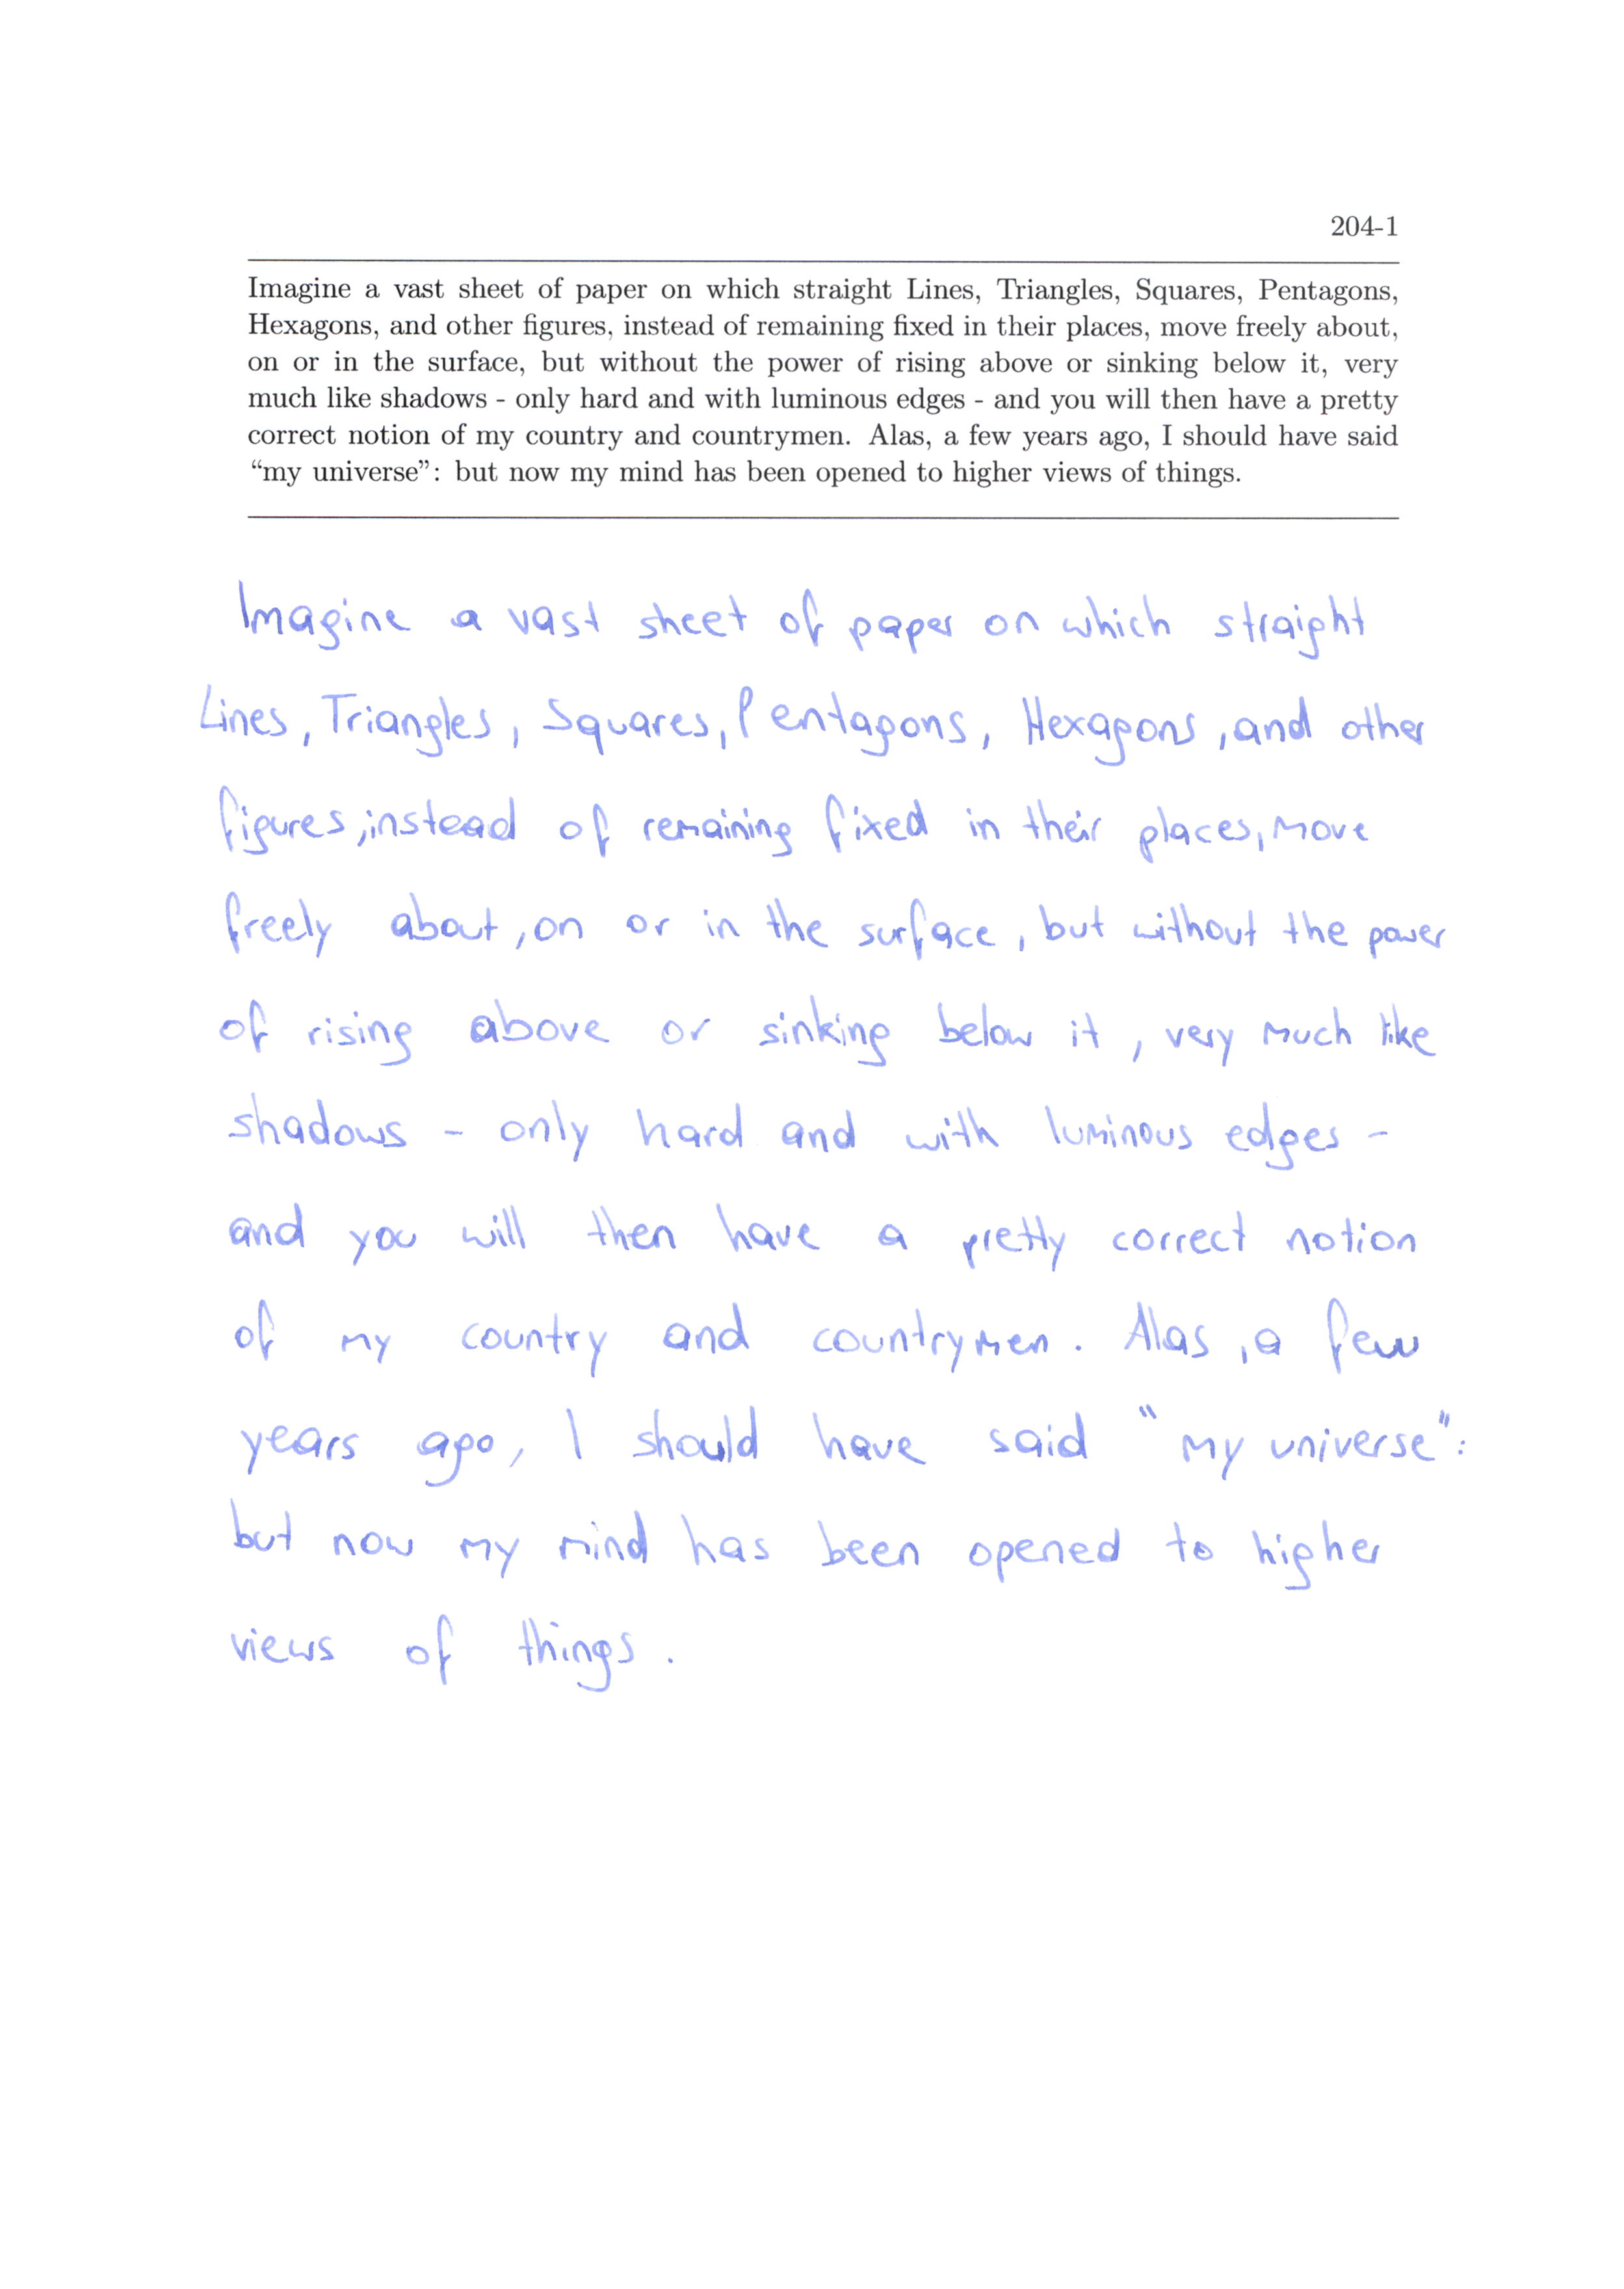 204-1
Imagine a vast sheet of paper on which straight Lines, Triangles, Squares, Pentagons,
Hexagons, and other figures, instead of remaining fixed in their places, move freely about,
on or in the surface, but without the power of rising above or sinking below it, very
much like shadows - only hard and with luminous edges - and you will then have a pretty
correct notion of my country and countrymen. Alas, a few years ago, I should have said
“my universe”: but now my mind has been opened to higher views of things.
Imagine a vast sheet of paper on which straight
Lines, Triangles, Squares, Pentagons, Hexagons, and other
figures, instead of remaining fixed in their places, move
freely about, on or in the surface, but without the power
of rising above or sinking below it, very much like
shadows - only hard and with luminous edges -
and you will then have a pretty correct notion
of my country and countrymen. Alas, a few
years ago, I should have said "my universe":
but now my mind has been opened to higher
views of things.